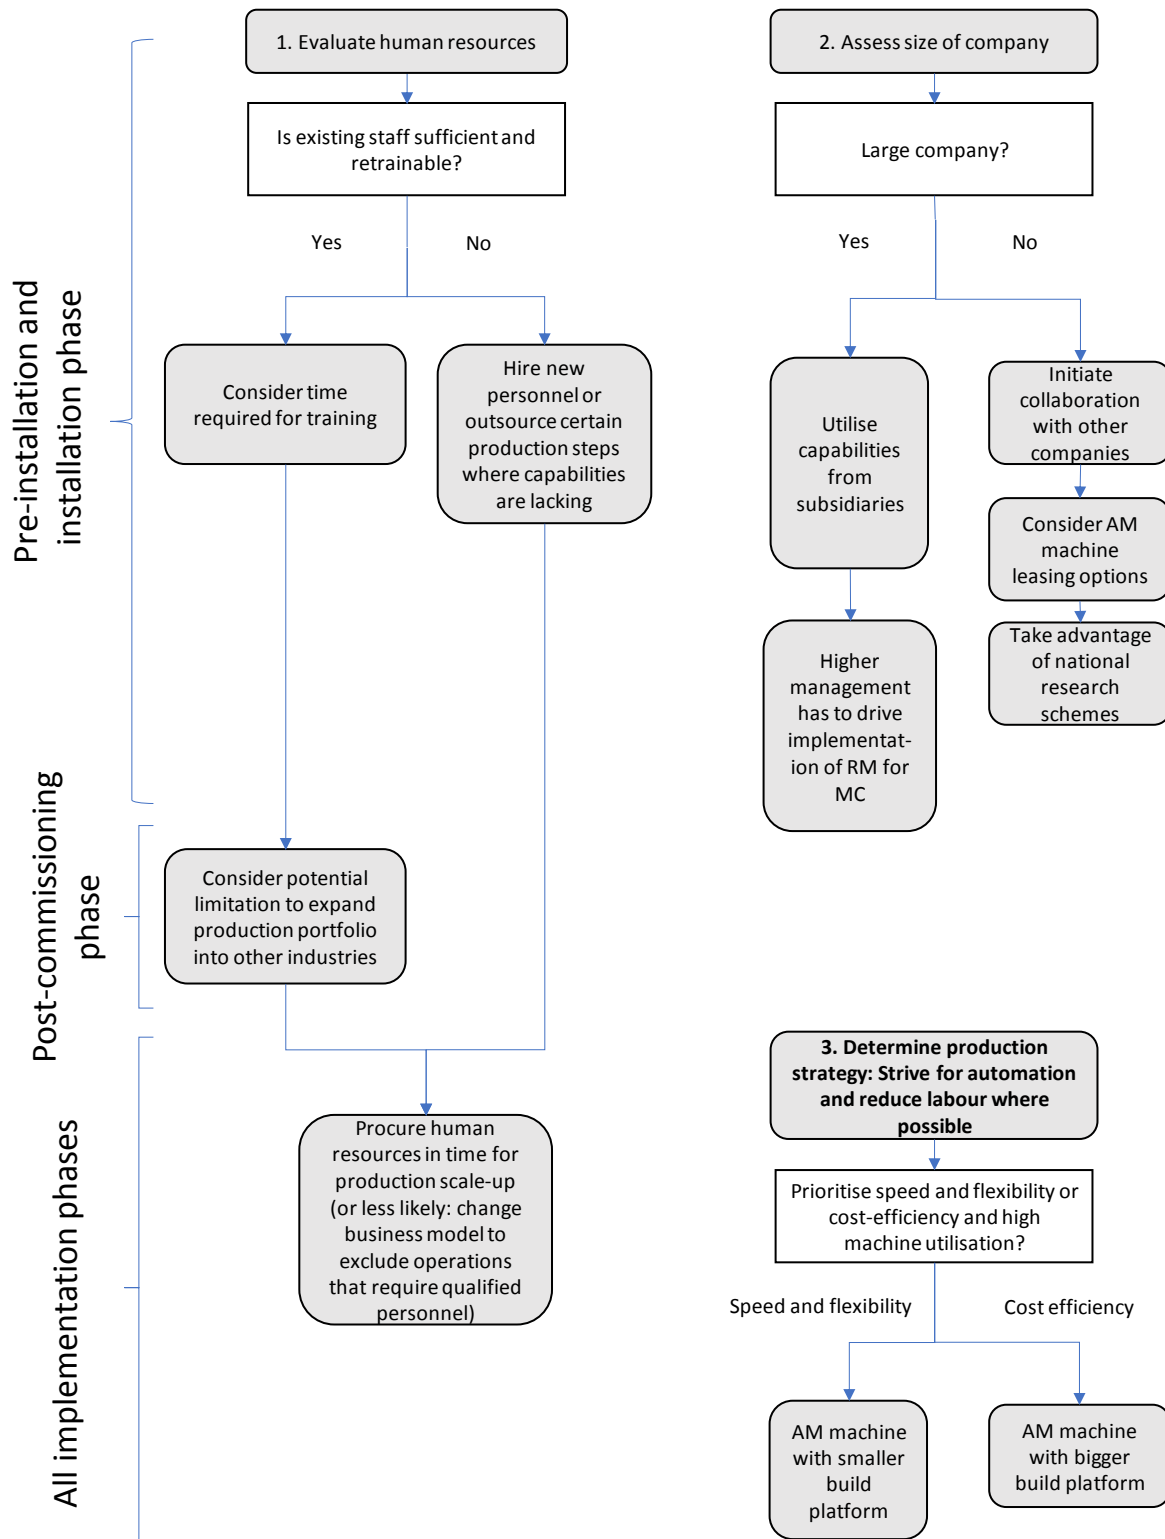 Pre-installation and
installation phase
1. Evaluate human resources
Is existing staff sufficient and
retrainable?
Yes
No
Consider time
required for training
Hire new
personnel or
outsource certain
production steps
where capabilities
are lacking
2. Assess size of company
Large company?
Yes
No
Utilise
capabilities
from
subsidiaries
Higher
management
has to drive
implementat-
ion of RM for
MC
Initiate
collaboration
with other
companies
Consider AM
machine
leasing options
Take advantage
of national
research
schemes
Post-commissioning
phase
Consider potential
limitation to expand
production portfolio
into other industries
All implementation phases
Procure human
resources in time for
production scale-up
(or less likely: change
business model to
exclude operations
that require qualified
personnel)
3. Determine production
strategy: Strive for automation
and reduce labour where
possible
Prioritise speed and flexibility or
cost-efficiency and high
machine utilisation?
Speed and flexibility
Cost efficiency
AM machine
with smaller
build
platform
AM machine
with bigger
build platform